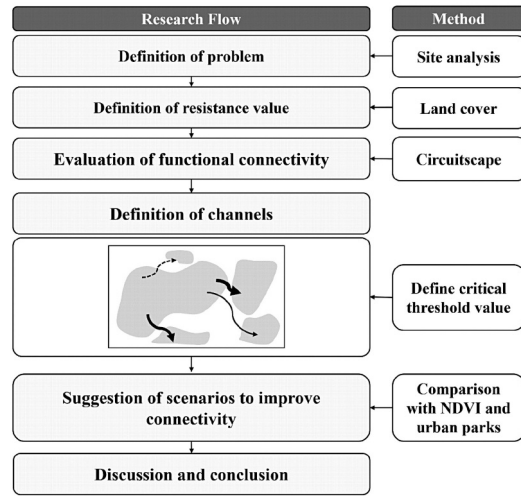 Research Flow
Method
Definition of problem
Site analysis
Definition of resistance value
Land cover
Evaluation of functional connectivity
Circuitscape
Definition of channels
Define critical
threshold value
Suggestion of scenarios to improve
connectivity
Comparison
with NDVI and
urban parks
Discussion and conclusion